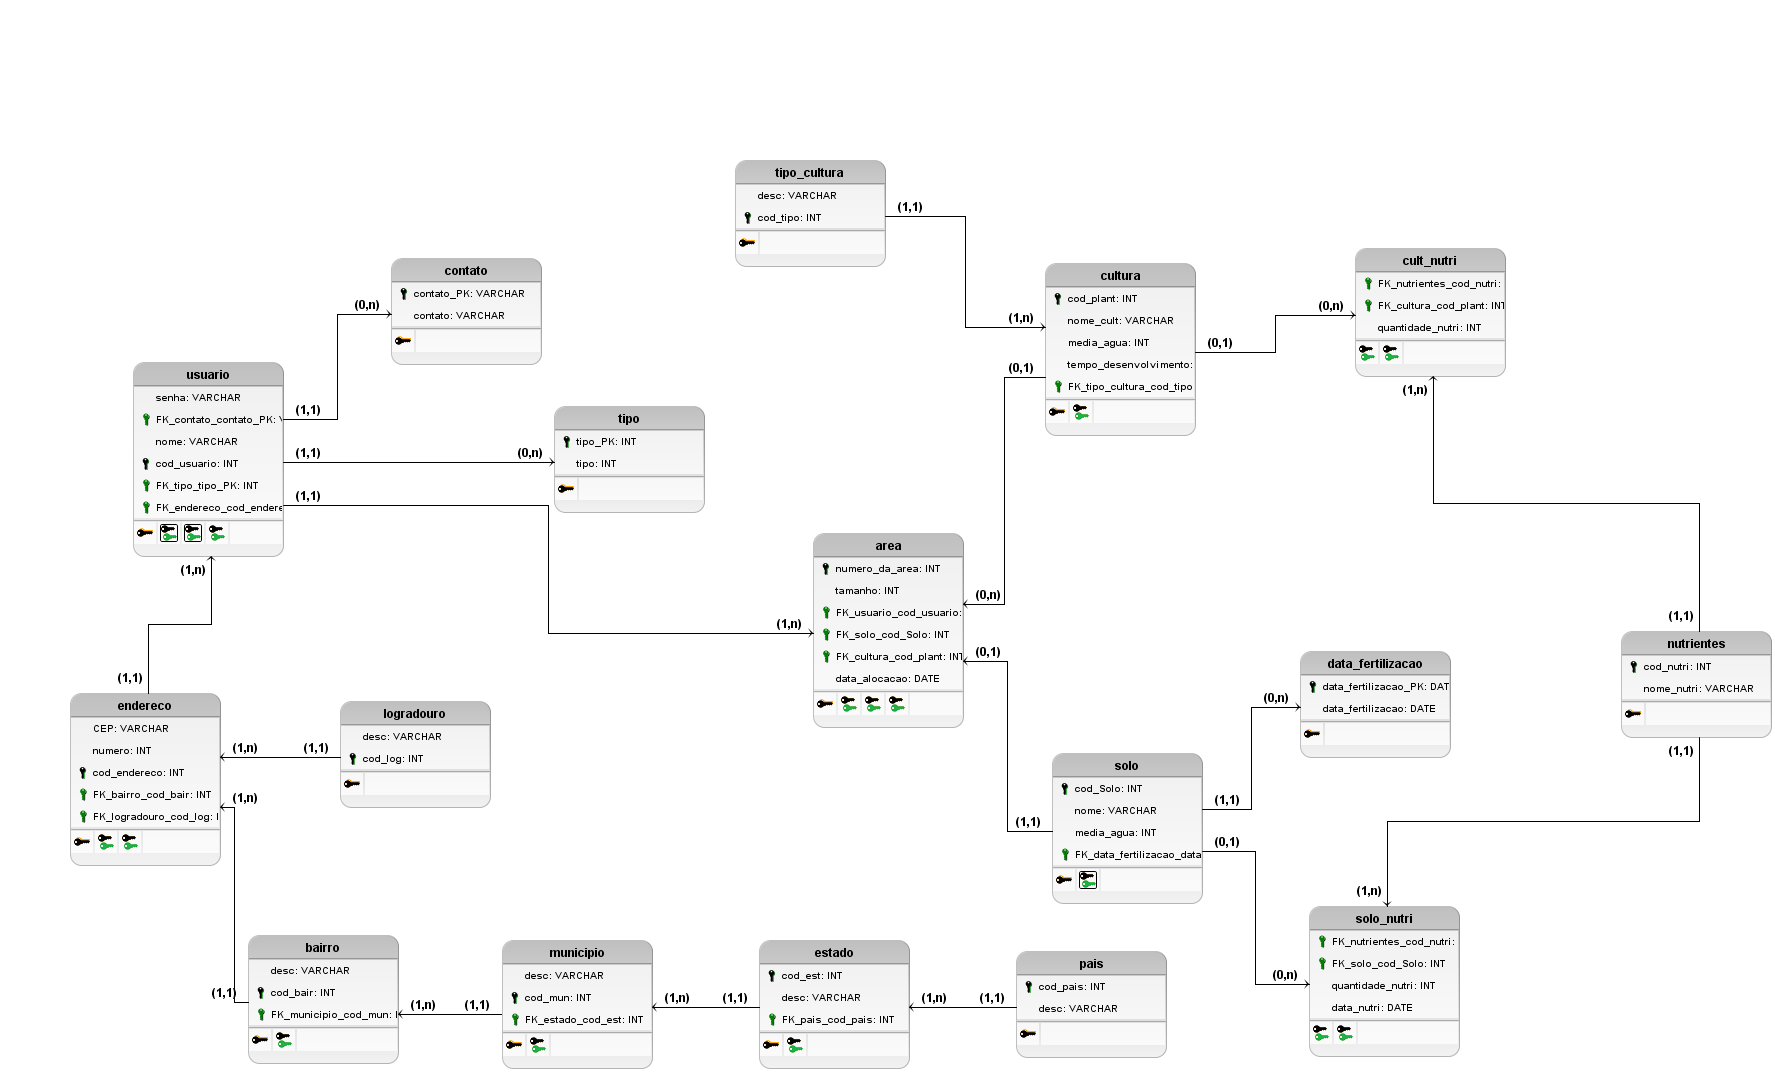 tipo_cultura
desc: VARCHAR
cod_tipo: INT
(1,1)
contato
contato_PK: VARCHAR
contato: VARCHAR
(0,n)
cultura
cod_plant: INT
nome_cult: VARCHAR
media_agua: INT
tempo_desenvolvimento:
FK_tipo_cultura_cod_tipo
(1,n)
(0,1)
(0,1)
cult_nutri
FK_nutrientes_cod_nutri:
FK_cultura_cod_plant: INT
quantidade_nutri: INT
(0,n)
(1,n)
usuario
senha: VARCHAR
FK_contato_contato_PK:
nome: VARCHAR
cod_usuario: INT
FK_tipo_tipo_PK: INT
FK_endereco_cod_endere
(1,1)
(1,1)
(1,1)
(1,n)
tipo
tipo_PK: INT
tipo: INT
(0,n)
area
numero_da_area: INT
tamanho: INT
FK_usuario_cod_usuario:
FK_solo_cod_Solo: INT
FK_cultura_cod_plant: INT
data_alocacao: DATE
(0,n)
(1,n)
(0,1)
nutrientes
cod_nutri: INT
nome_nutri: VARCHAR
(1,1)
(1,1)
data_fertilizacao
data_fertilizacao_PK: DAT
data_fertilizacao: DATE
(0,n)
endereco
CEP: VARCHAR
numero: INT
cod_endereco: INT
FK_bairro_cod_bair: INT
FK_logradouro_cod_log: I
(1,1)
(1,n)
(1,n)
logradouro
desc: VARCHAR
cod_log: INT
(1,1)
solo
cod_Solo: INT
nome: VARCHAR
media_agua: INT
FK_data_fertilizacao_data
(1,1)
(1,1)
(0,1)
solo_nutri
FK_nutrientes_cod_nutri:
FK_solo_cod_Solo: INT
quantidade_nutri: INT
data_nutri: DATE
(1,n)
(0,n)
bairro
desc: VARCHAR
cod_bair: INT
FK_municipio_cod_mun: I
(1,1)
(1,n)
municipio
desc: VARCHAR
cod_mun: INT
FK_estado_cod_est: INT
(1,1)
(1,n)
estado
cod_est: INT
desc: VARCHAR
FK_pais_cod_pais: INT
(1,1)
(1,n)
pais
cod_pais: INT
desc: VARCHAR
(1,1)